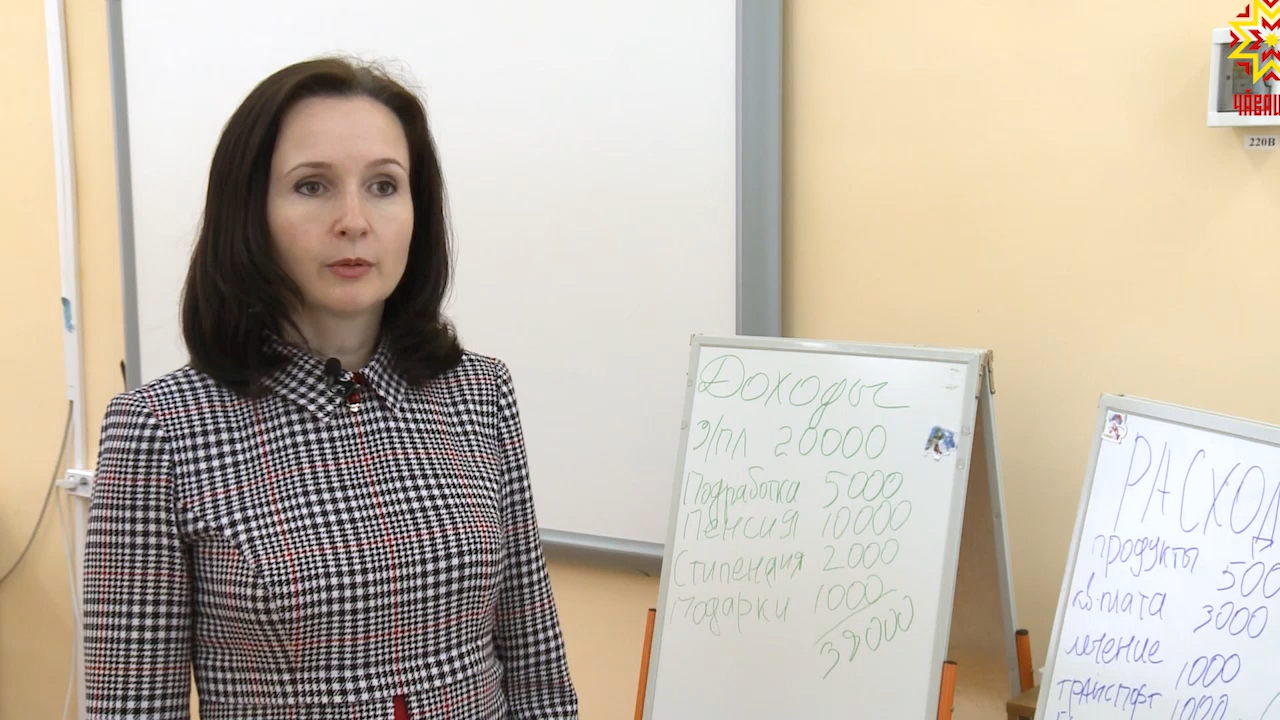 Доходы
З/пл 20000
Подработка 5000
Пенсия 10000
Стипендия 2000
Подарки 1000
38000
РАСХОД
продукты 500
кв.плата 3000
лечение 1000
транспорт 1000
ЧӐВАШ
220В